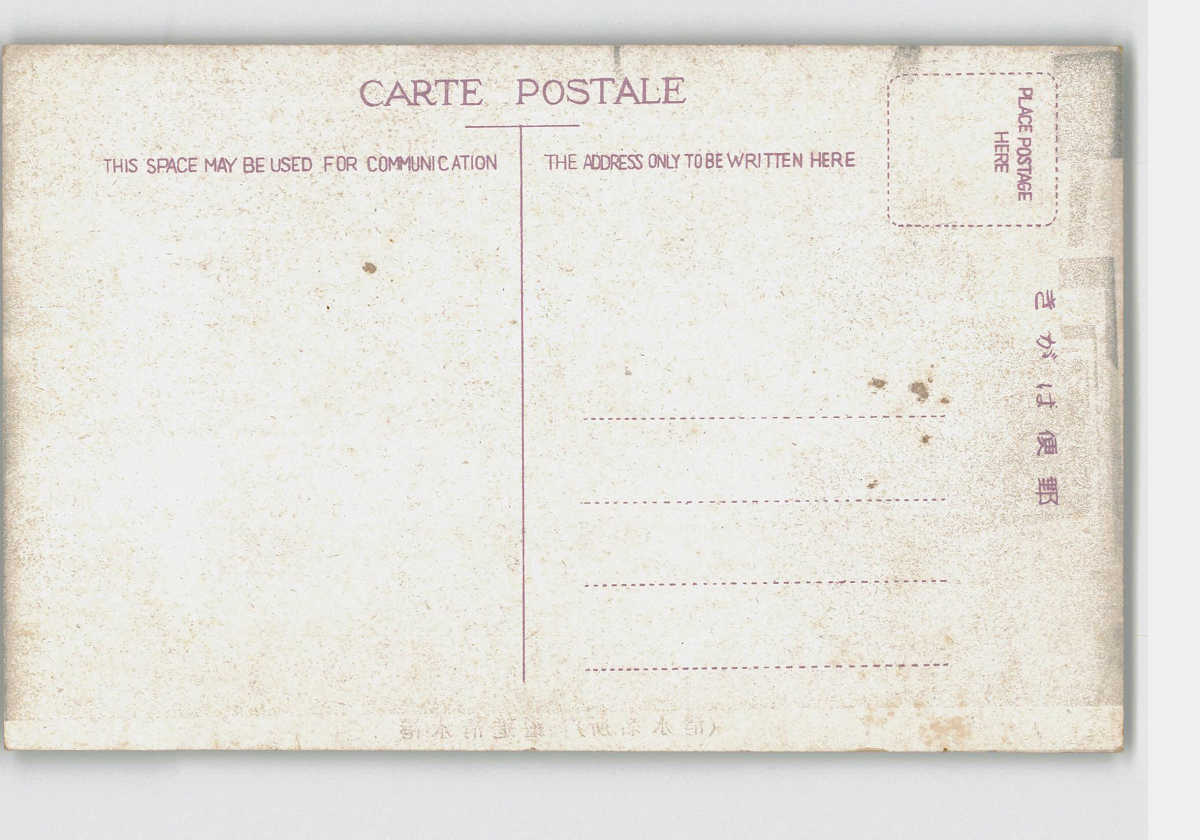 CARTE POSTALE
THIS SPACE MAY BE USED FOR COMMUNICATION
THE ADDRESS ONLY TO BE WRITTEN HERE
PLACE POSTAGE
HERE
きがは便郵